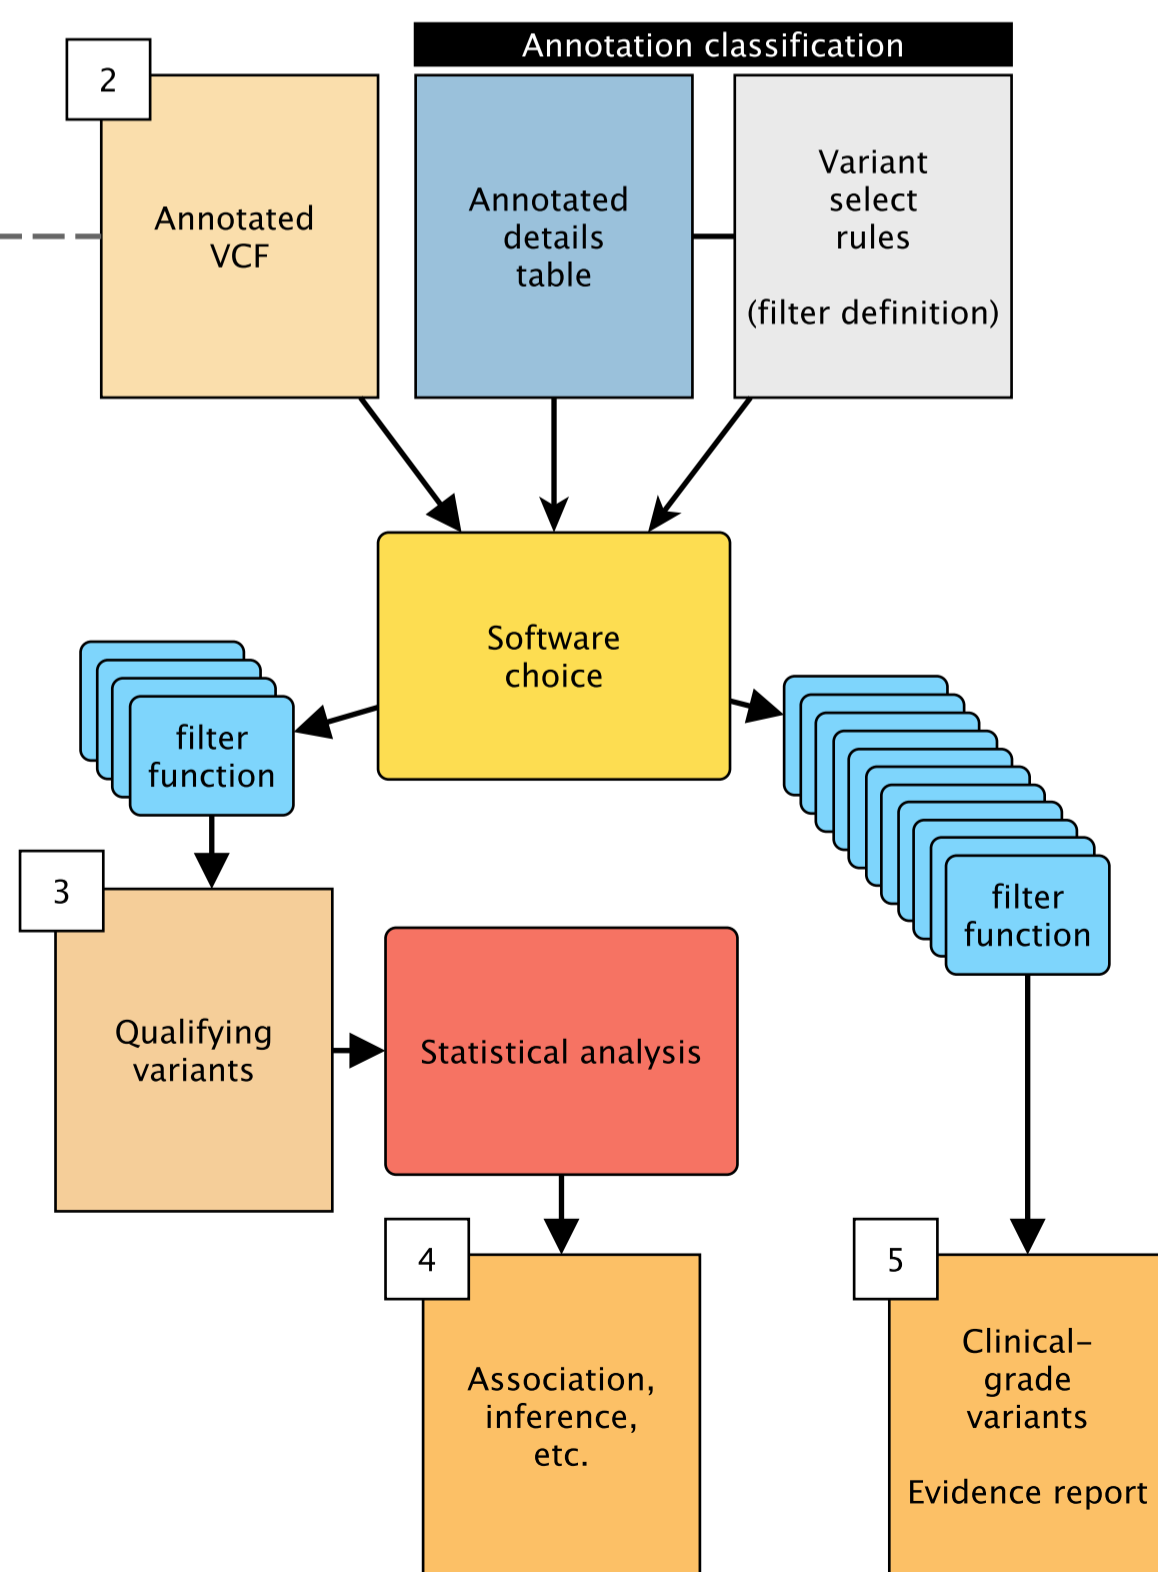 Annotation classification
2
Annotated
VCF
Annotated
details
table
Variant
select
rules
(filter definition)
Software
choice
filter
function
filter
function
3
Qualifying
variants
Statistical analysis
4
Association,
inference,
etc.
5
Clinical-
grade
variants
Evidence report